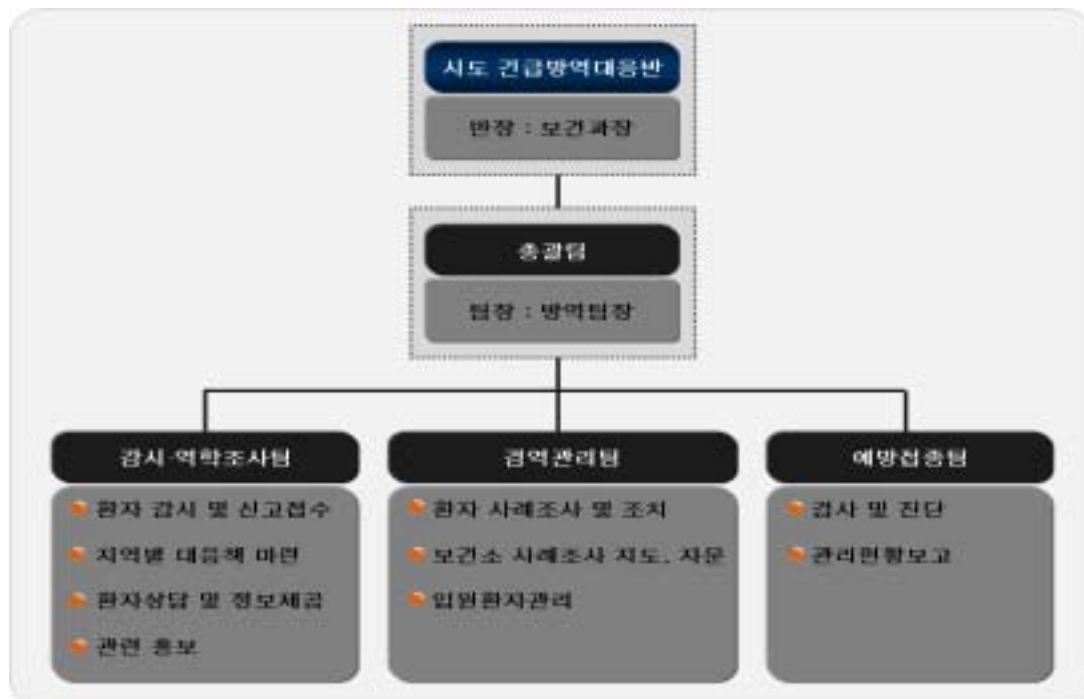 시도 긴급방역대응반
반장 : 보건과장
총괄팀
팀장 : 방역팀장
감시·역학조사팀
환자 감시 및 신고접수
지역별 대응책 마련
환자상담 및 정보제공
관련 홍보
검역관리팀
환자 사례조사 및 조치
보건소 사례조사 지도, 자문
입원환자관리
예방접종팀
검사 및 진단
관리현황보고